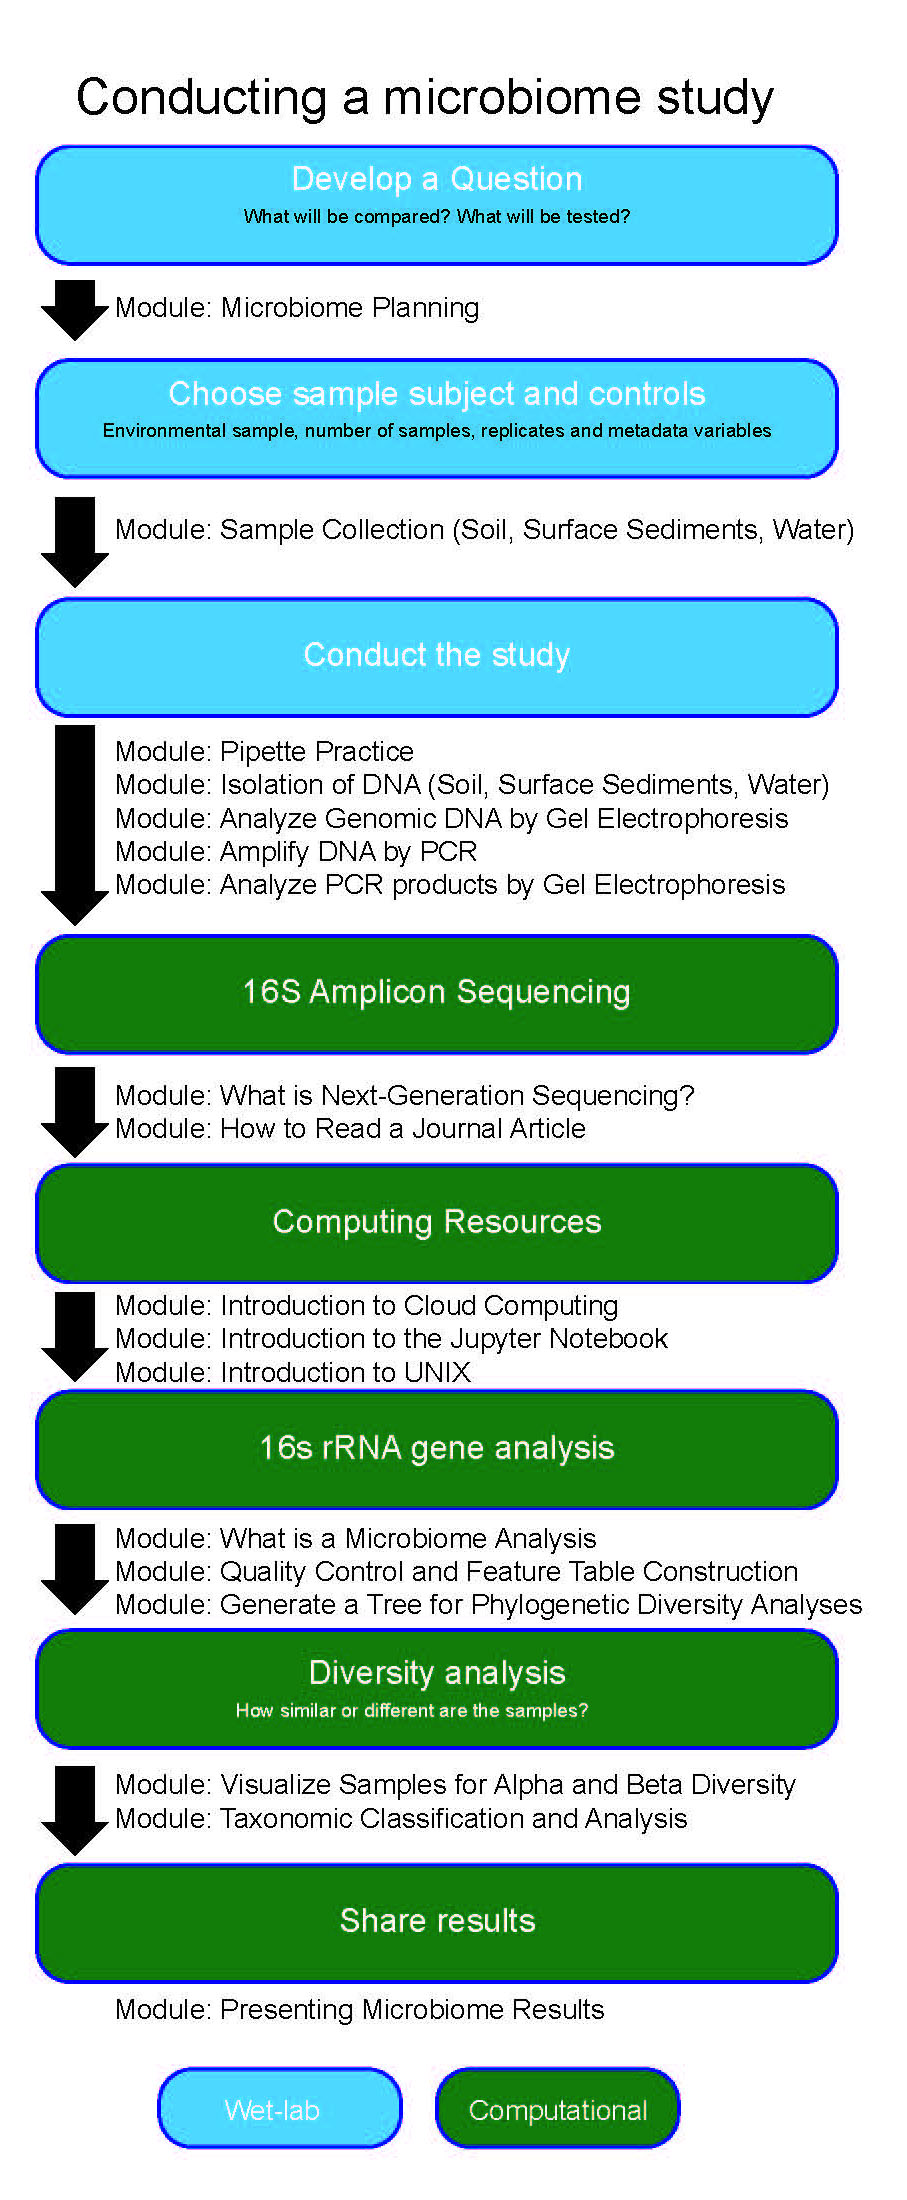 Conducting a microbiome study
Develop a Question
What will be compared? What will be tested?
Module: Microbiome Planning
Choose sample subject and controls
Environmental sample, number of samples, replicates and metadata variables
Module: Sample Collection (Soil, Surface Sediments, Water)
Conduct the study
Module: Pipette Practice
Module: Isolation of DNA (Soil, Surface Sediments, Water)
Module: Analyze Genomic DNA by Gel Electrophoresis
Module: Amplify DNA by PCR
Module: Analyze PCR products by Gel Electrophoresis
16S Amplicon Sequencing
Module: What is Next-Generation Sequencing?
Module: How to Read a Journal Article
Computing Resources
Module: Introduction to Cloud Computing
Module: Introduction to the Jupyter Notebook
Module: Introduction to UNIX
16s rRNA gene analysis
Module: What is a Microbiome Analysis
Module: Quality Control and Feature Table Construction
Module: Generate a Tree for Phylogenetic Diversity Analyses
Diversity analysis
How similar or different are the samples?
Module: Visualize Samples for Alpha and Beta Diversity
Module: Taxonomic Classification and Analysis
Share results
Module: Presenting Microbiome Results
Wet-lab
Computational